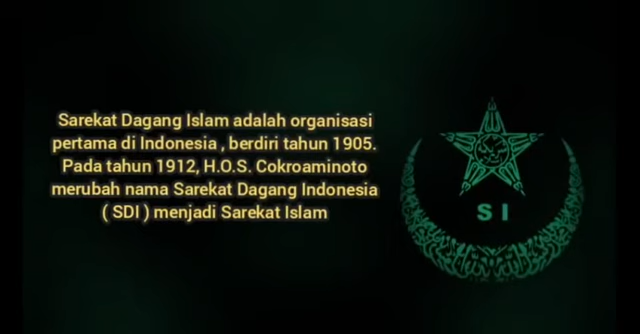 Sarekat Dagang Islam adalah organisasi
pertama di Indonesia , berdiri tahun 1905.
Pada tahun 1912, H.O.S. Cokroaminoto
merubah nama Sarekat Dagang Indonesia
( SDI ) menjadi Sarekat Islam
S I